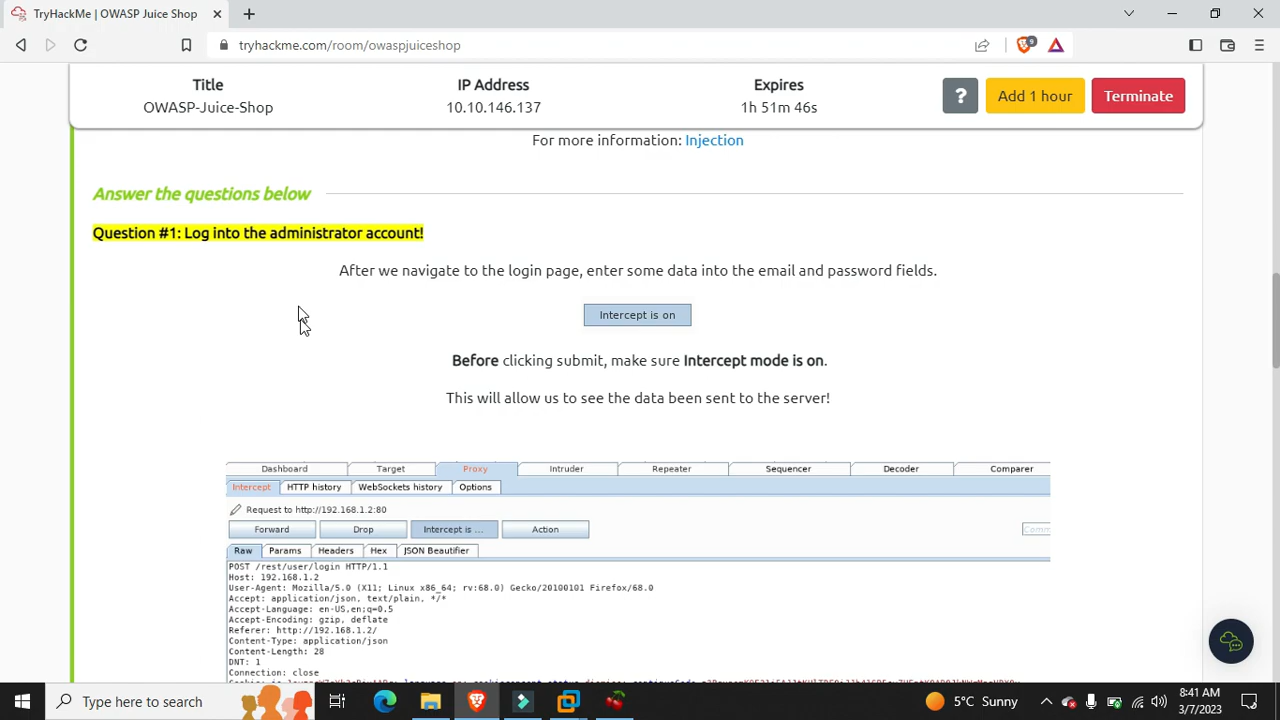 TryHackMe | OWASP Juice Shop
tryhackme.com/room/owaspjuiceshop
9
Title
IP Address
Expires
OWASP-Juice-Shop
10.10.146.137
1h 51m 46s
?
Add 1 hour
Terminate
For more information: Injection
Answer the questions below
Question #1: Log into the administrator account!
After we navigate to the login page, enter some data into the email and password fields.
Intercept is on
Before clicking submit, make sure Intercept mode is on.
This will allow us to see the data been sent to the server!
Dashboard Target Proxy Intruder Repeater Sequencer Decoder Comparer
Intercept HTTP history WebSockets history Options
Request to http://192.168.1.2:80
Forward Drop Intercept is ... Action
Raw Params Headers Hex JSON Beautifier
POST /rest/user/login HTTP/1.1
Host: 192.168.1.2
User-Agent: Mozilla/5.0 (X11; Linux x86_64; rv:68.0) Gecko/20100101 Firefox/68.0
Accept: application/json, text/plain, */*
Accept-Language: en-US,en;q=0.5
Accept-Encoding: gzip, deflate
Referer: http://192.168.1.2/
Content-Type: application/json
Content-Length: 28
DNT: 1
Connection: close
Type here to search
5°C Sunny
8:41 AM
3/7/2023